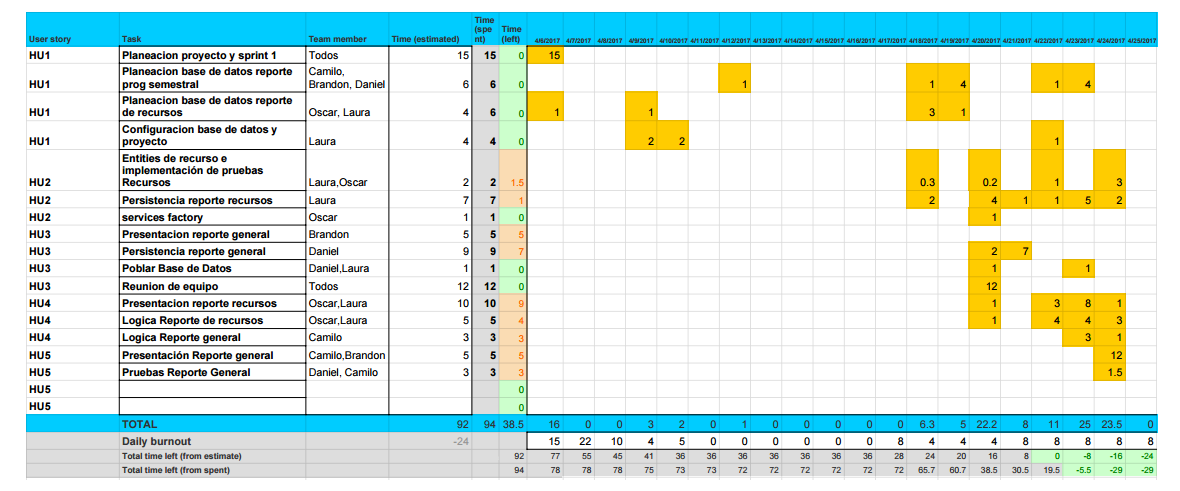 User story Task Team member Time (estimated) Time (spent) Time (left) 4/6/2017 4/7/2017 4/8/2017 4/9/2017 4/10/2017 4/11/2017 4/12/2017 4/13/2017 4/14/2017 4/15/2017 4/16/2017 4/17/2017 4/18/2017 4/19/2017 4/20/2017 4/21/2017 4/22/2017 4/23/2017 4/24/2017 4/25/2017
HU1 Planeacion proyecto y sprint 1 Todos 15 15 0 15
HU1 Planeacion base de datos reporte prog semestral Camilo, Brandon, Daniel 6 6 0 1 1 4 1 4
HU1 Planeacion base de datos reporte de recursos Oscar, Laura 4 6 0 1 1 3 1
HU1 Configuracion base de datos y proyecto Laura 4 4 0 2 2 1
HU2 Entities de recurso e implementación de pruebas Recursos Laura,Oscar 2 2 1.5 0.3 0.2 1 3
HU2 Persistencia reporte recursos Laura 7 7 1 2 4 1 1 5 2
HU2 services factory Oscar 1 1 0 1
HU3 Presentacion reporte general Brandon 5 5 5
HU3 Persistencia reporte general Daniel 9 9 7 2 7
HU3 Poblar Base de Datos Daniel,Laura 1 1 0 1 1
HU3 Reunion de equipo Todos 12 12 0 12
HU4 Presentacion reporte recursos Oscar,Laura 10 10 9 1 3 8 1
HU4 Logica Reporte de recursos Oscar,Laura 5 5 4 1 4 4 3
HU4 Logica Reporte general Camilo 3 3 3 3 1
HU5 Presentación Reporte general Camilo,Brandon 5 5 5 12
HU5 Pruebas Reporte General Daniel, Camilo 3 3 3 1.5
HU5 0
HU5 0
TOTAL 92 94 38.5 16 0 0 3 2 0 1 0 0 0 0 0 6.3 5 22.2 8 11 25 23.5 0
Daily burnout -24 15 22 10 4 5 0 0 0 0 0 0 8 4 4 4 8 8 8 8 8
Total time left (from estimate) 92 77 55 45 41 36 36 36 36 36 36 36 28 24 20 16 8 0 -8 -16 -24
Total time left (from spent) 94 78 78 78 75 73 73 72 72 72 72 72 72 65.7 60.7 38.5 30.5 19.5 -5.5 -29 -29